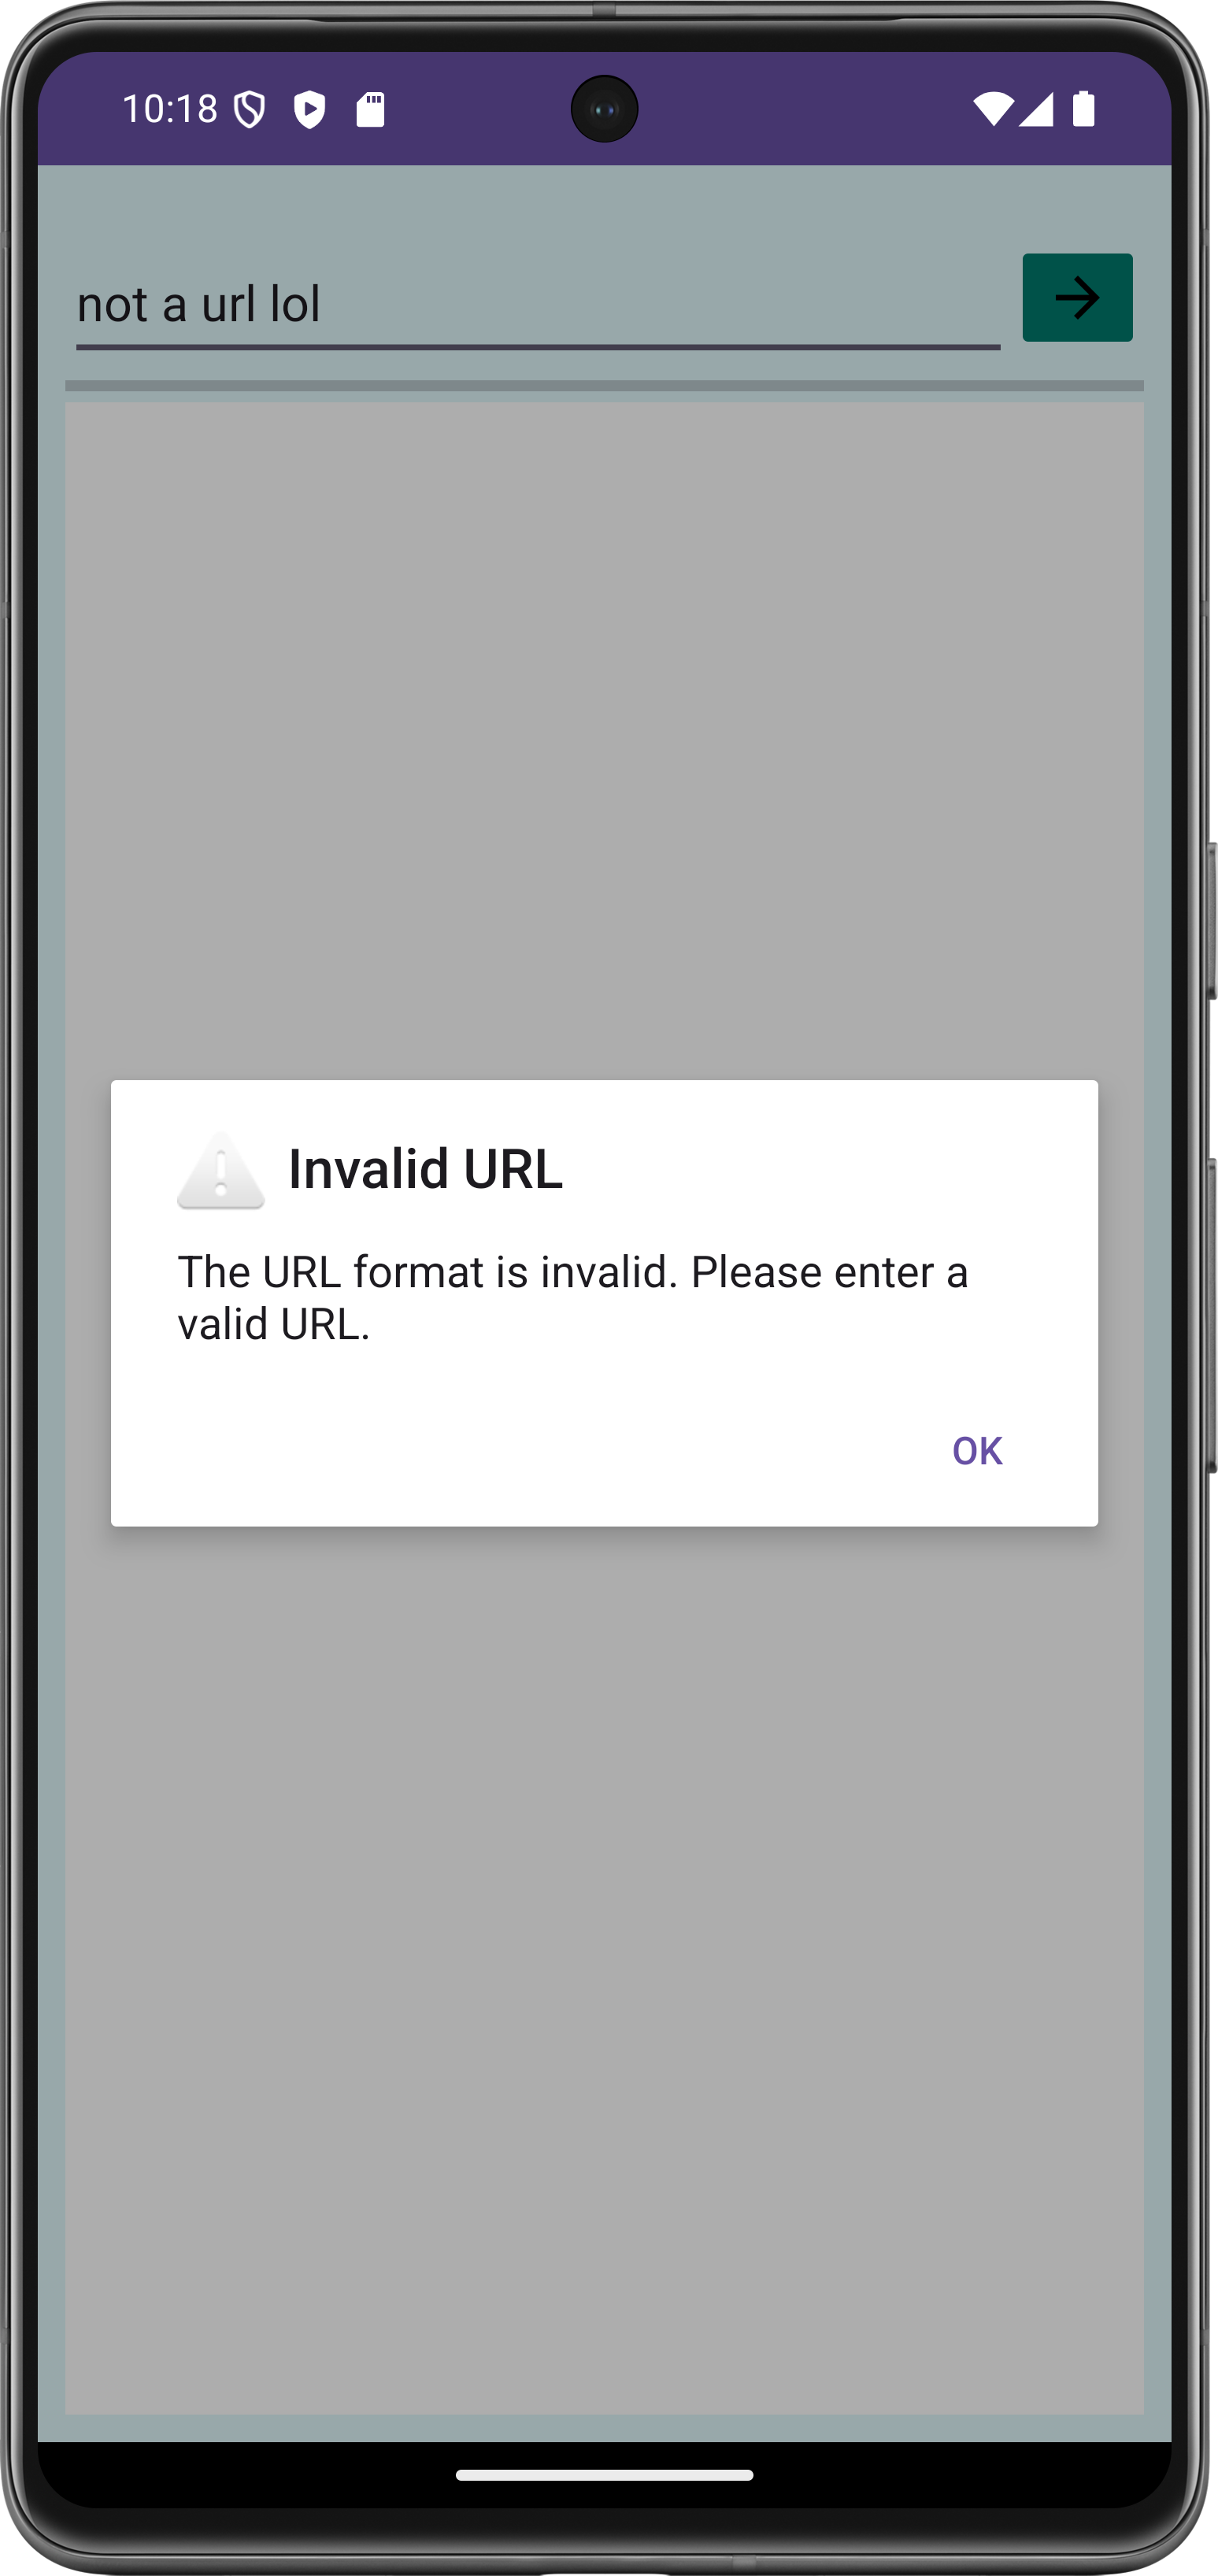 10:18
not a url lol
Invalid URL
The URL format is invalid. Please enter a
valid URL.
OK